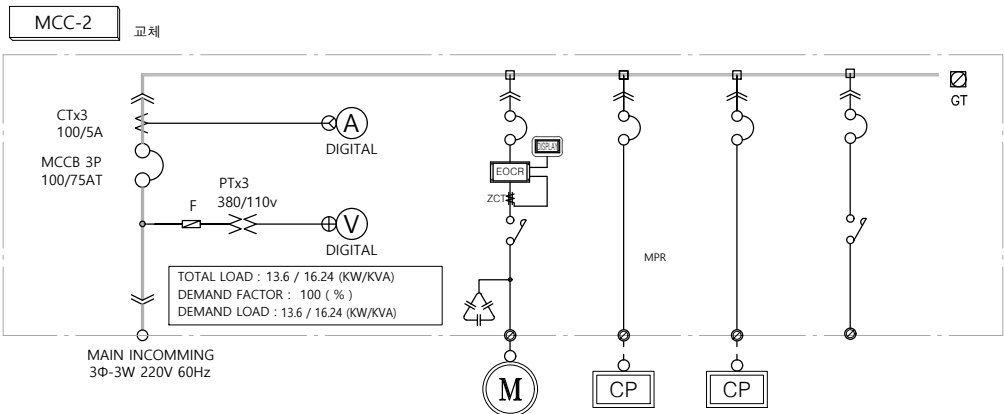 MCC-2
교체
GT
CTx3
100/5A
A
DIGITAL
MCCB 3P
100/75AT
DISPLAY
EOCR
ZCT
PTx3
380/110v
F
V
DIGITAL
MPR
TOTAL LOAD : 13.6 / 16.24 (KW/KVA)
DEMAND FACTOR : 100 ( % )
DEMAND LOAD : 13.6 / 16.24 (KW/KVA)
MAIN INCOMMING
3Φ-3W 220V 60Hz
M
CP
CP